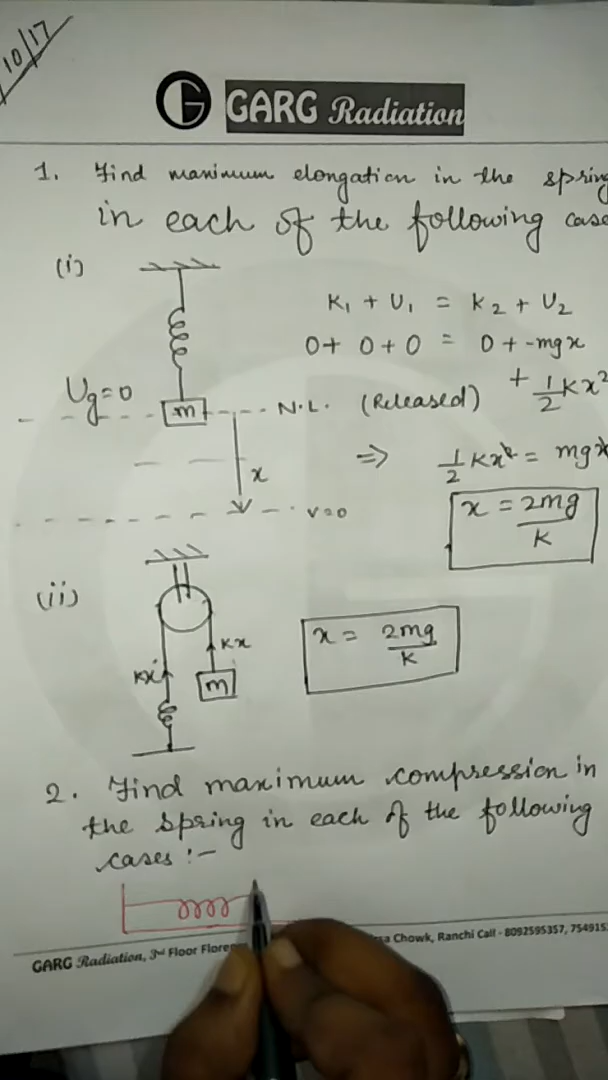 10/17
G GARG Radiation
1. Find maximum elongation in the spring
in each of the following case
(i)
K₁ + U₁ = K₂ + U₂
0 + 0 + 0 = 0 + -mgx
+ 1/2 Kx²
Ug=0
m
N.L. (Released)
x
⇒ 1/2 Kx² = mgx
v=0
x = 2mg/K
(ii)
Kx
Kx
m
x = 2mg/K
2. Find maximum compression in
the spring in each of the following
cases :-
GARG Radiation, 3rd Floor Chowk, Ranchi Call - 8092595357,